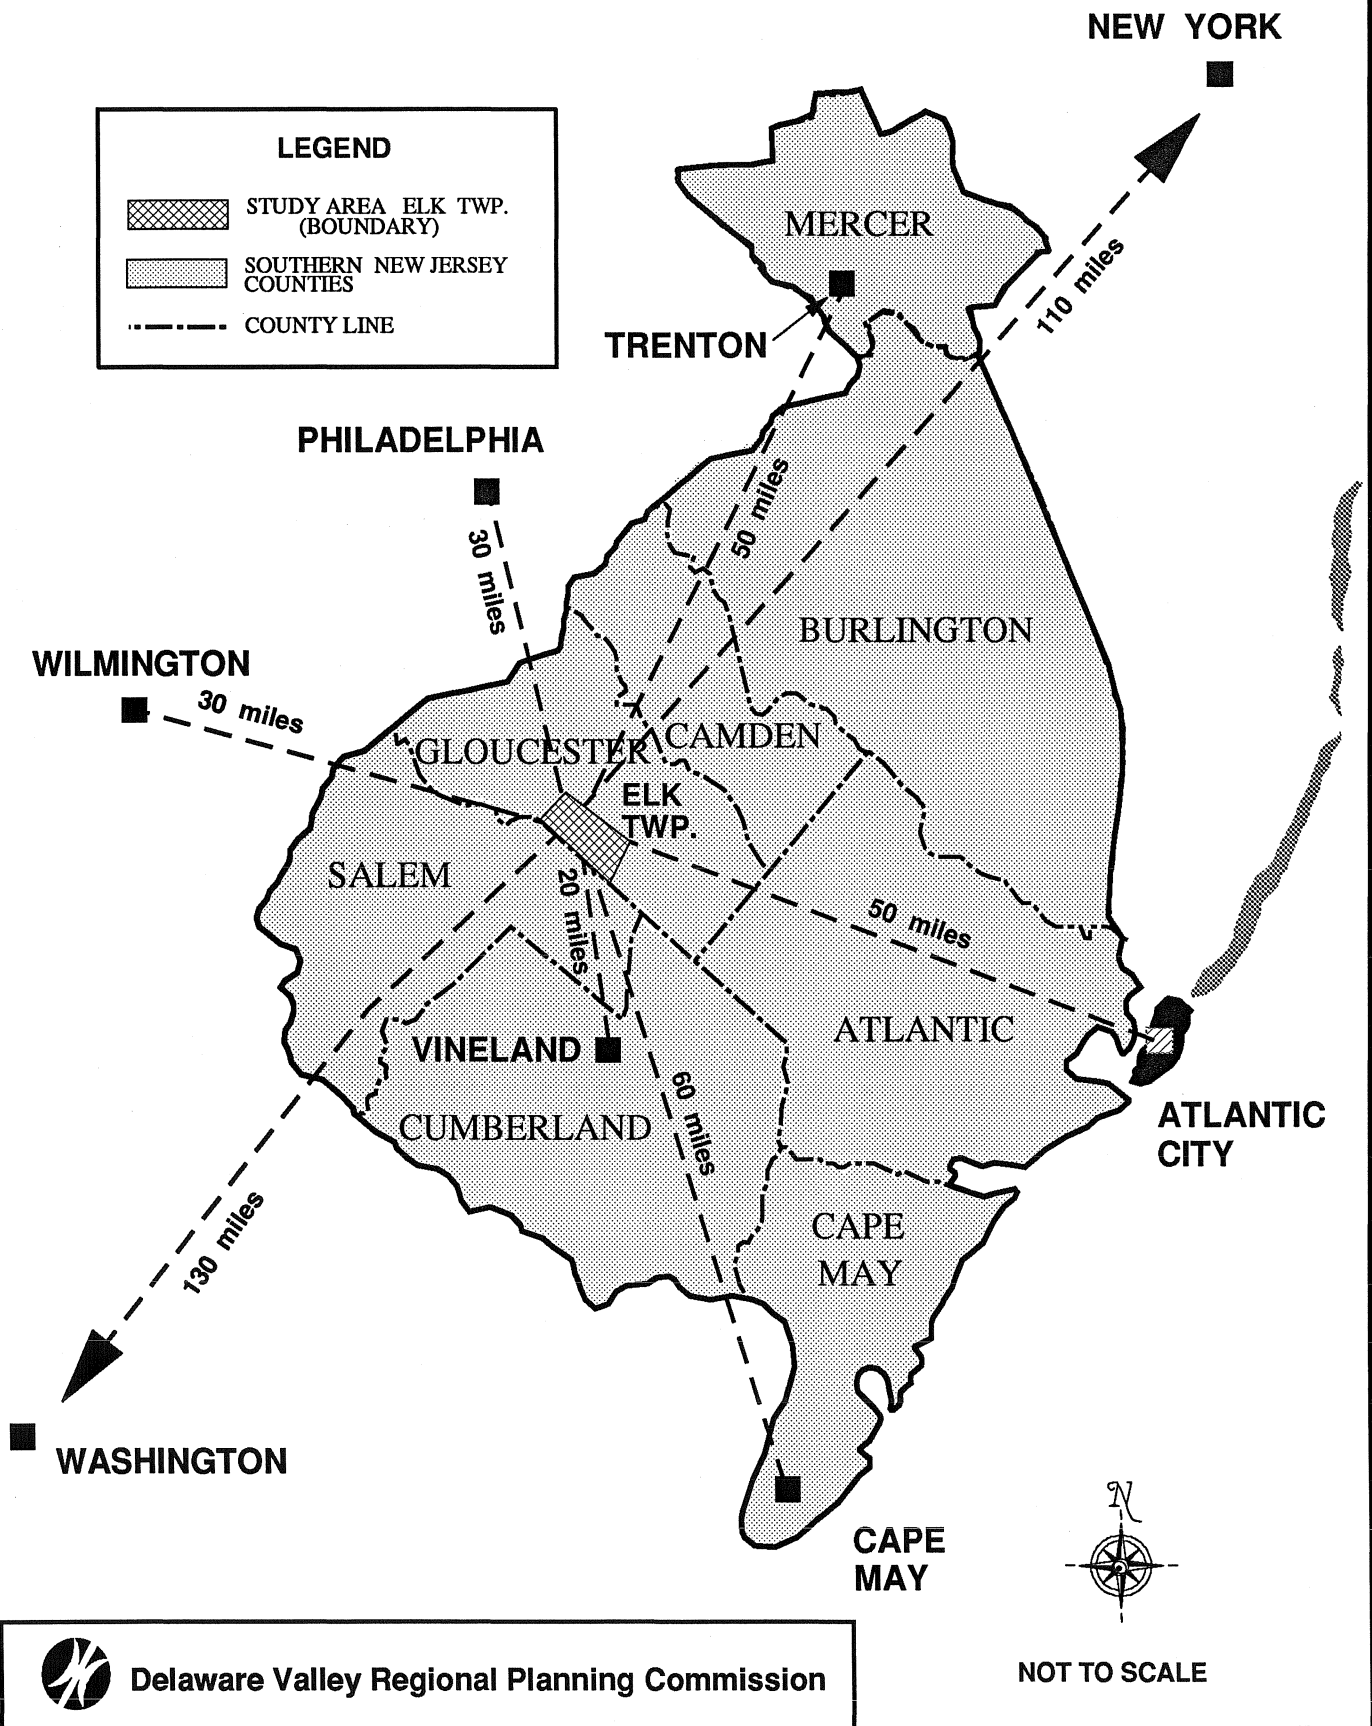 NEW YORK
LEGEND
STUDY AREA ELK TWP.
(BOUNDARY)
SOUTHERN NEW JERSEY
COUNTIES
COUNTY LINE
MERCER
110 miles
TRENTON
PHILADELPHIA
30 miles
50 miles
BURLINGTON
WILMINGTON
30 miles
GLOUCESTER
CAMDEN
ELK
TWP.
SALEM
20 miles
50 miles
ATLANTIC
VINELAND
60 miles
CUMBERLAND
ATLANTIC
CITY
130 miles
CAPE
MAY
WASHINGTON
CAPE
MAY
N
NOT TO SCALE
Delaware Valley Regional Planning Commission